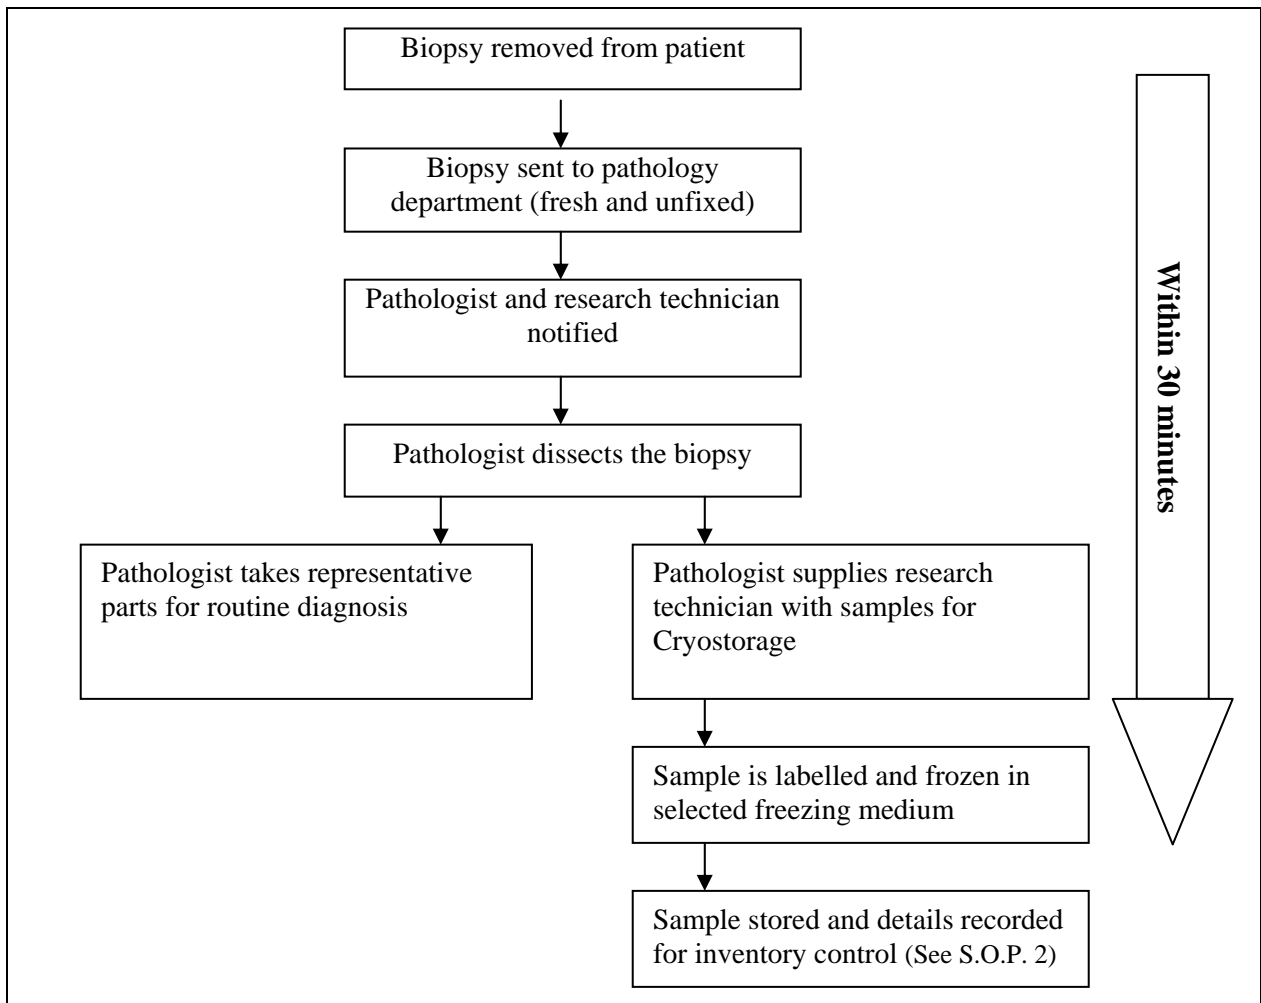 Biopsy removed from patient
Biopsy sent to pathology
department (fresh and unfixed)
Pathologist and research technician
notified
Pathologist dissects the biopsy
Pathologist takes representative
parts for routine diagnosis
Pathologist supplies research
technician with samples for
Cryostorage
Sample is labelled and frozen in
selected freezing medium
Sample stored and details recorded
for inventory control (See S.O.P. 2)
Within 30 minutes